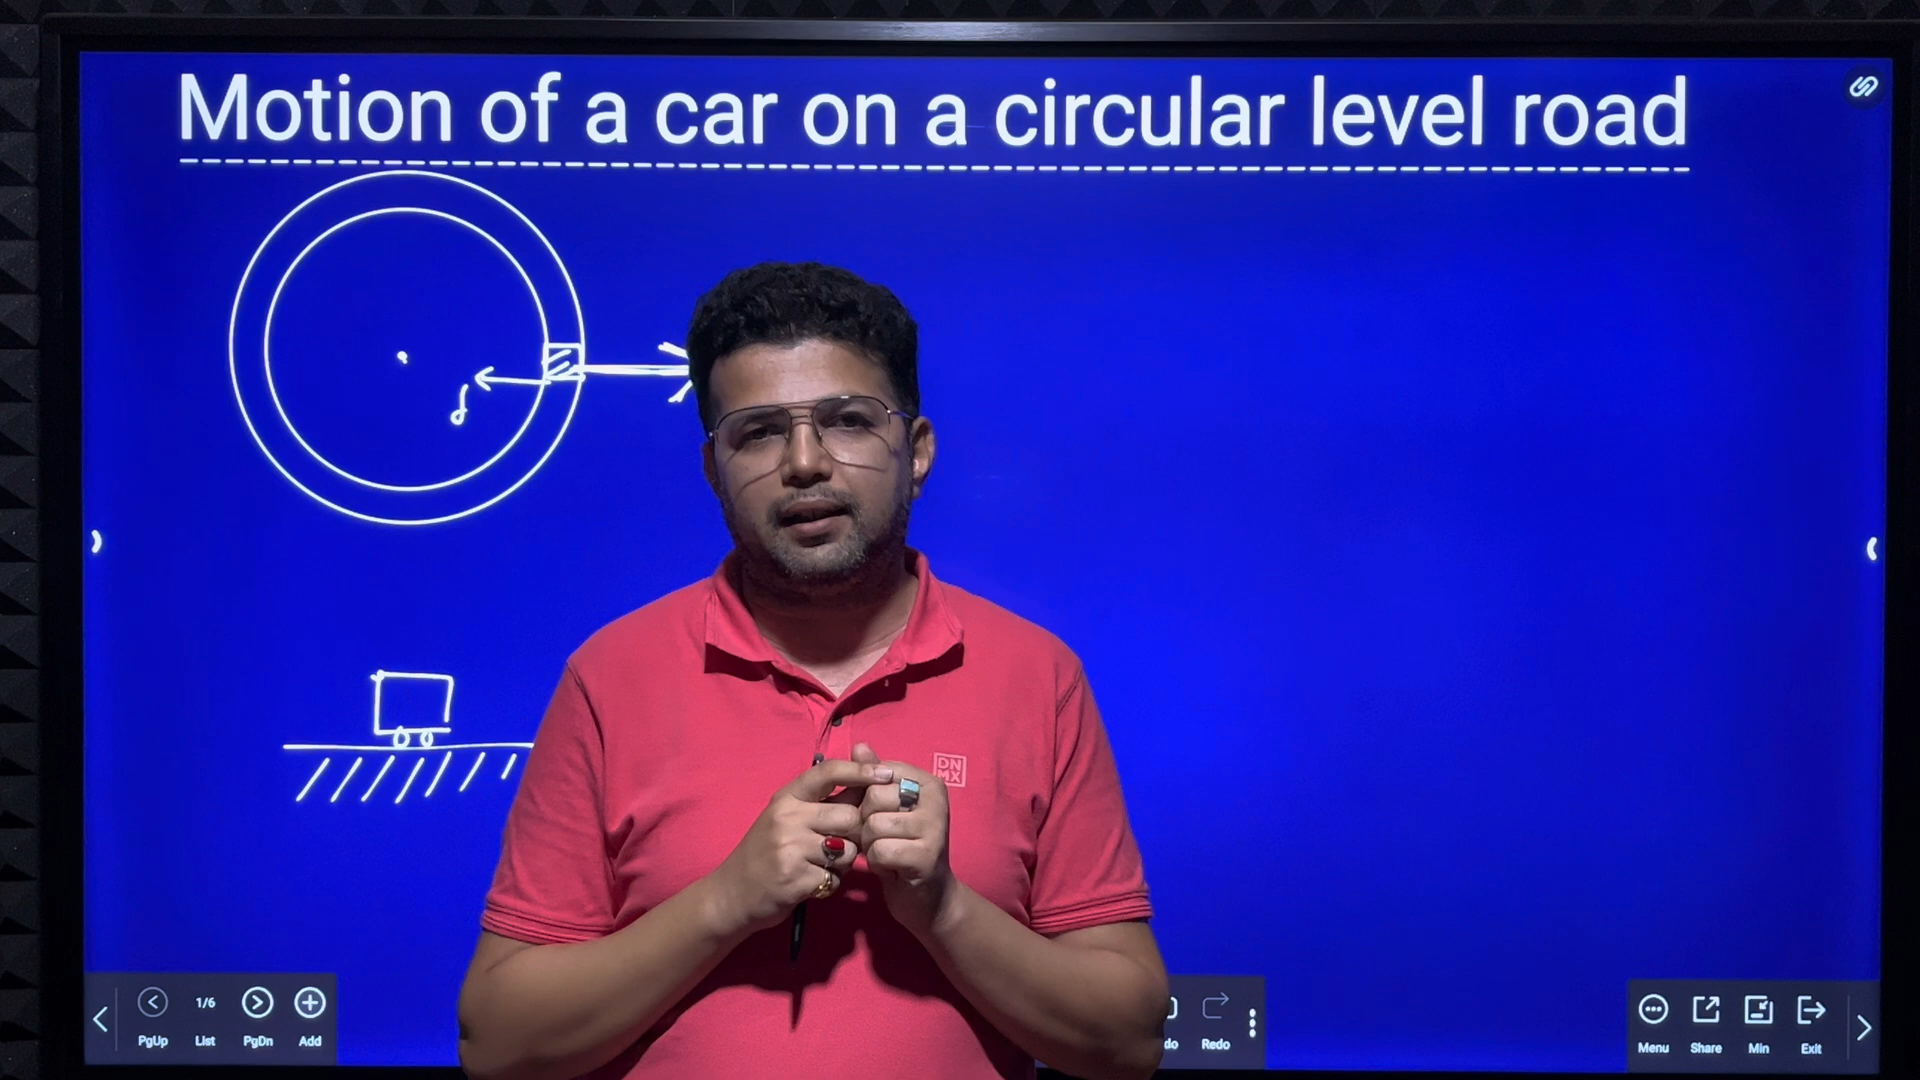 Motion of a car on a circular level road
f
DN
MX
1/6
PgUp
List
PgDn
Add
do
Redo
Menu
Share
Min
Exit